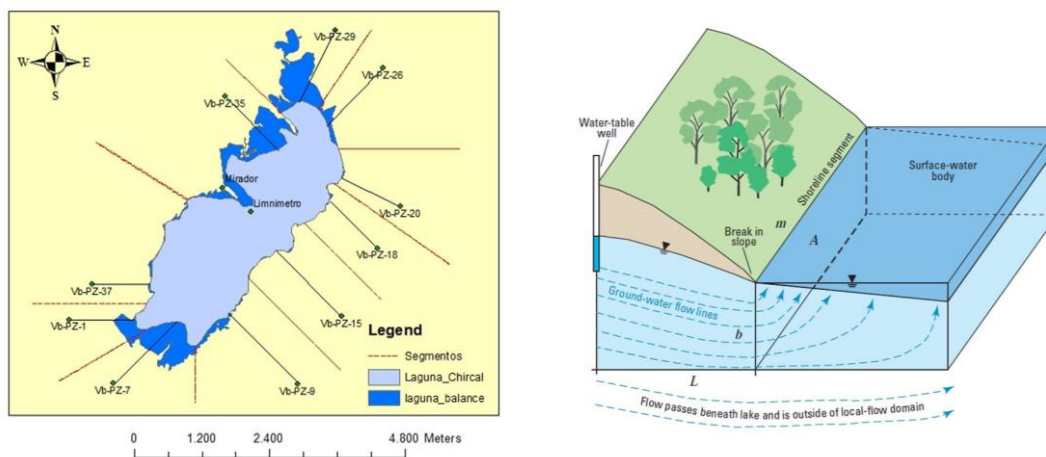 N
W E
S
Vb-PZ-29
Vb-PZ-26
Vb-PZ-35
Mirador
Limnimetro
Vb-PZ-20
Vb-PZ-18
Vb-PZ-37
Vb-PZ-1
Vb-PZ-15
Vb-PZ-7
Vb-PZ-9
Legend
Segmentos
Laguna_Chircal
laguna_balance
0 1.200 2.400 4.800 Meters
Water-table
well
Shoreline segment
Surface-water
body
m
A
Break in
slope
Ground-water flow lines
b
L
Flow passes beneath lake and is outside of local-flow domain